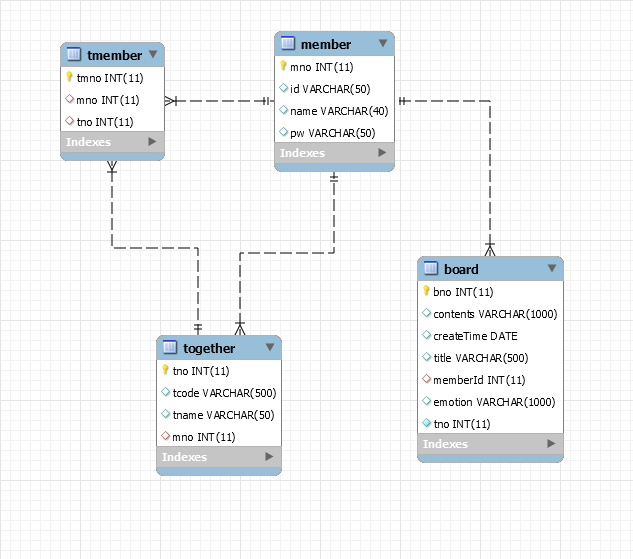 tmember
tmno INT(11)
mno INT(11)
tno INT(11)
Indexes
member
mno INT(11)
id VARCHAR(50)
name VARCHAR(40)
pw VARCHAR(50)
Indexes
together
tno INT(11)
tcode VARCHAR(500)
tname VARCHAR(50)
mno INT(11)
Indexes
board
bno INT(11)
contents VARCHAR(1000)
createTime DATE
title VARCHAR(500)
memberId INT(11)
emotion VARCHAR(1000)
tno INT(11)
Indexes